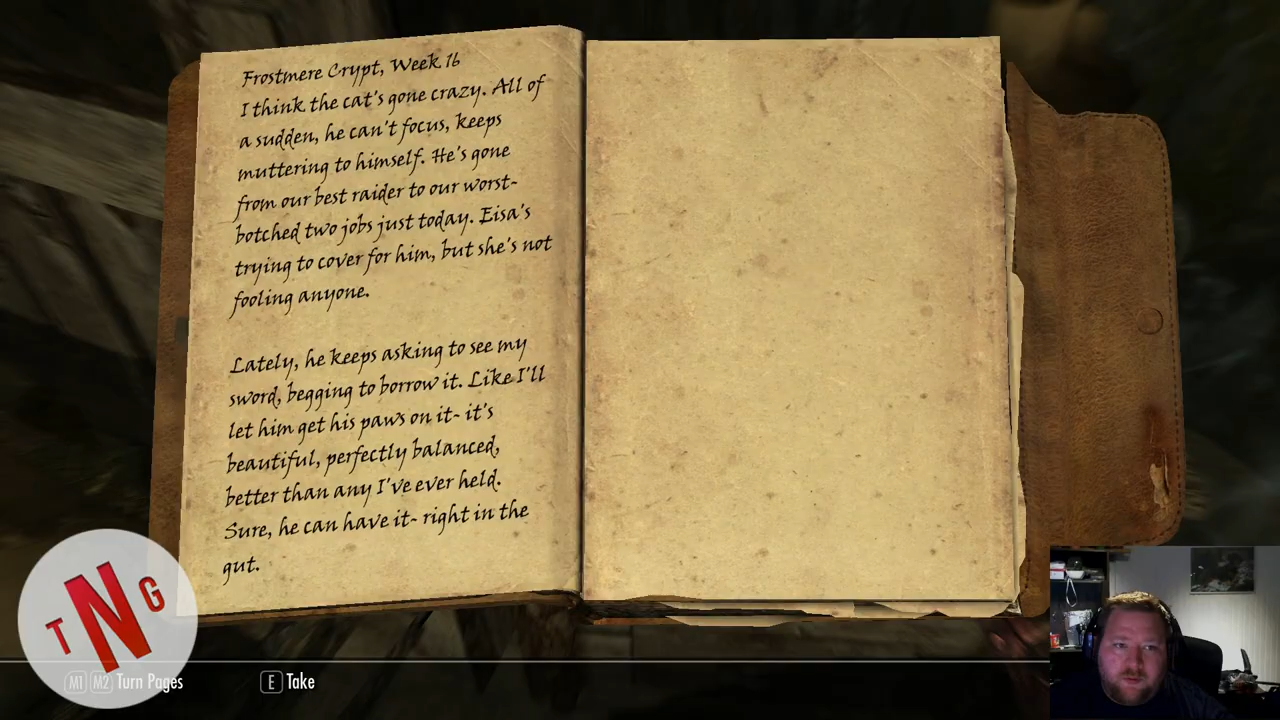 Frostmere Crypt, Week 16
I think the cat's gone crazy. All of
a sudden, he can't focus, keeps
muttering to himself. He's gone
from our best raider to our worst-
botched two jobs just today. Eisa's
trying to cover for him, but she's not
fooling anyone.
Lately, he keeps asking to see my
sword, begging to borrow it. Like I'll
let him get his paws on it- it's
beautiful, perfectly balanced,
better than any I've ever held.
Sure, he can have it- right in the
gut.
TNG
M1 M2 Turn Pages
E Take